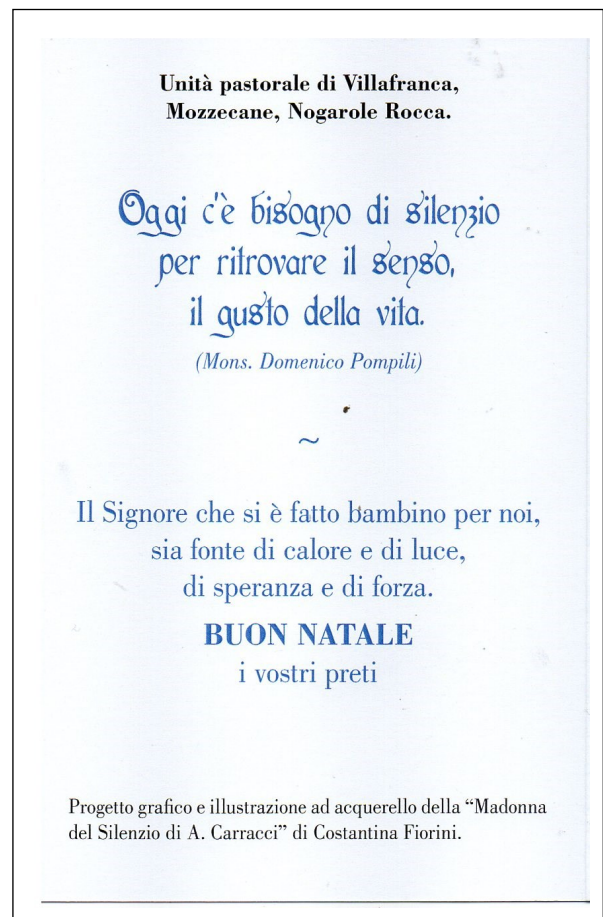 Unità pastorale di Villafranca,
Mozzecane, Nogarole Rocca.
Oggi c'è bisogno di silenzio
per ritrovare il senso,
il gusto della vita.
(Mons. Domenico Pompili)
~
Il Signore che si è fatto bambino per noi,
sia fonte di calore e di luce,
di speranza e di forza.
BUON NATALE
i vostri preti
Progetto grafico e illustrazione ad acquerello della “Madonna
del Silenzio di A. Carracci” di Costantina Fiorini.